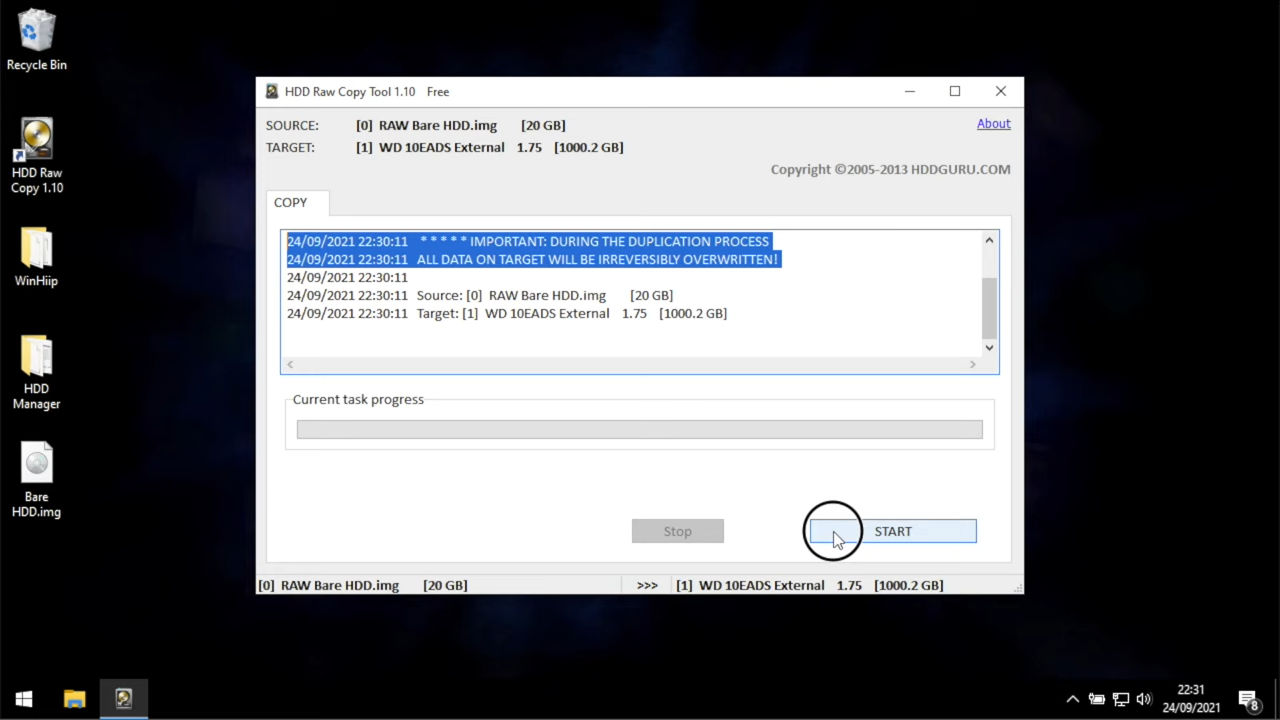 Recycle Bin
HDD Raw
Copy 1.10
WinHiip
HDD
Manager
Bare
HDD.img
HDD Raw Copy Tool 1.10 Free
SOURCE: [0] RAW Bare HDD.img [20 GB]
About
TARGET: [1] WD 10EADS External 1.75 [1000.2 GB]
Copyright ©2005-2013 HDDGURU.COM
COPY
24/09/2021 22:30:11 * * * * * IMPORTANT: DURING THE DUPLICATION PROCESS
24/09/2021 22:30:11 ALL DATA ON TARGET WILL BE IRREVERSIBLY OVERWRITTEN!
24/09/2021 22:30:11
24/09/2021 22:30:11 Source: [0] RAW Bare HDD.img [20 GB]
24/09/2021 22:30:11 Target: [1] WD 10EADS External 1.75 [1000.2 GB]
Current task progress
Stop START
[0] RAW Bare HDD.img [20 GB] >>> [1] WD 10EADS External 1.75 [1000.2 GB]
22:31
24/09/2021
8